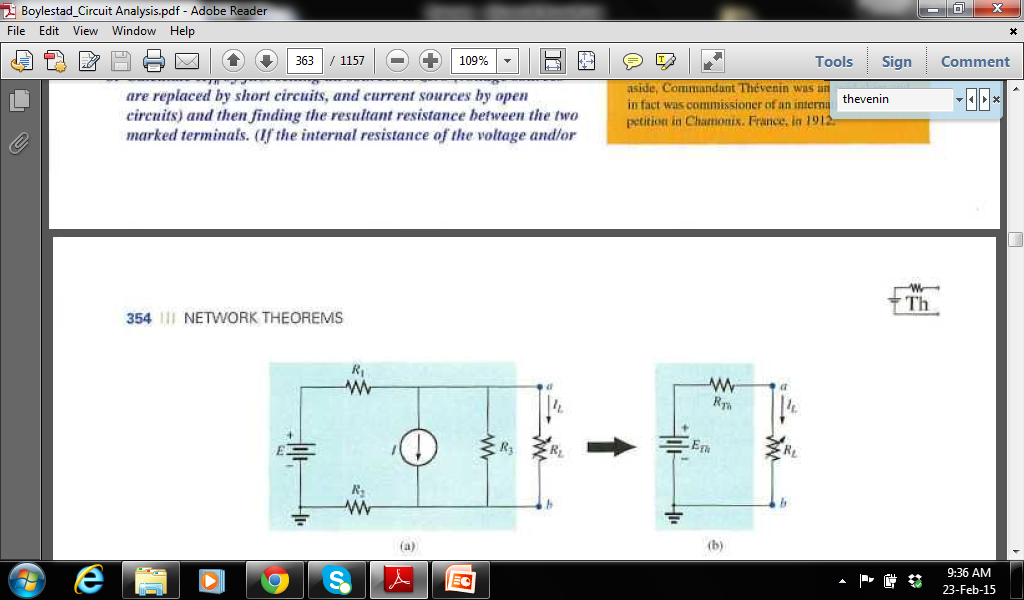 Boylestad_Circuit Analysis.pdf - Adobe Reader
File Edit View Window Help
363 / 1157 109% Tools Sign Comment
thevenin
are replaced by short circuits, and current sources by open
circuits) and then finding the resultant resistance between the two
marked terminals. (If the internal resistance of the voltage and/or
aside, Commandant Thévenin was an
in fact was commissioner of an interna
petition in Chamonix, France, in 1912.
Th
354 III NETWORK THEOREMS
R1
a
IL
E
+
-
I
R3
RL
R2
b
(a)
RTh
a
IL
+
ETh
-
RL
b
(b)
9:36 AM
23-Feb-15